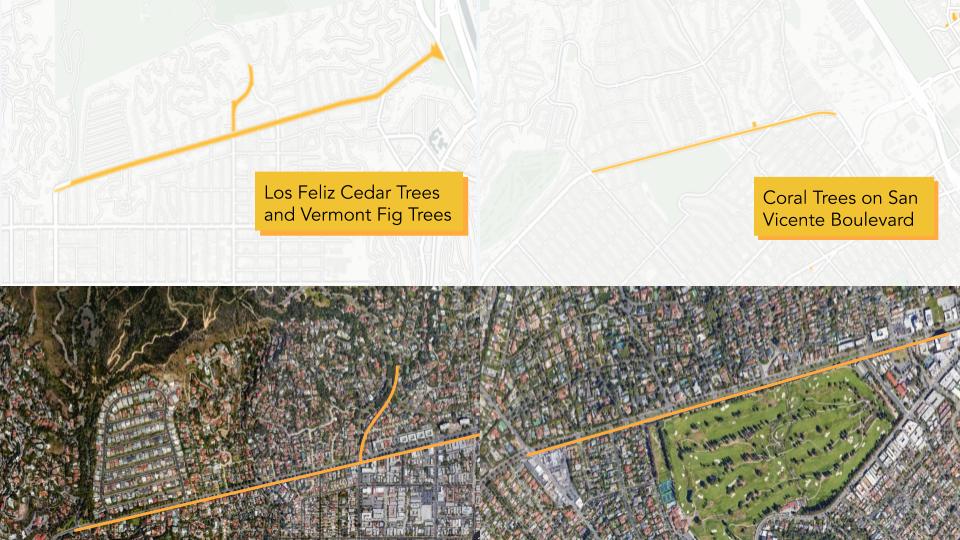 Los Feliz Cedar Trees
and Vermont Fig Trees
Coral Trees on San
Vicente Boulevard